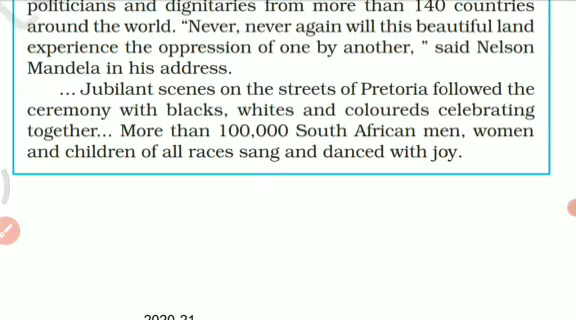 politicians and dignitaries from more than 140 countries
around the world. “Never, never again will this beautiful land
experience the oppression of one by another, ” said Nelson
Mandela in his address.
... Jubilant scenes on the streets of Pretoria followed the
ceremony with blacks, whites and coloureds celebrating
together... More than 100,000 South African men, women
and children of all races sang and danced with joy.
2020-21